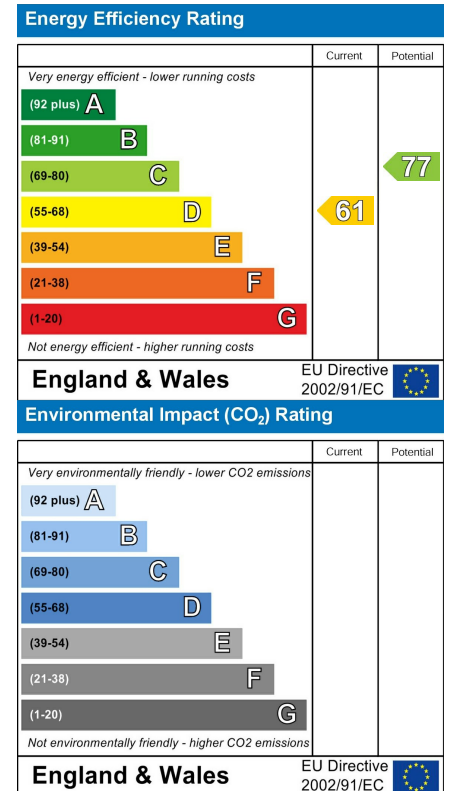 Energy Efficiency Rating
Current Potential
Very energy efficient - lower running costs
(92 plus) A
(81-91) B
(69-80) C
77
(55-68) D
61
(39-54) E
(21-38) F
(1-20) G
Not energy efficient - higher running costs
England & Wales
EU Directive
2002/91/EC
Environmental Impact (CO₂) Rating
Current Potential
Very environmentally friendly - lower CO2 emissions
(92 plus) A
(81-91) B
(69-80) C
(55-68) D
(39-54) E
(21-38) F
(1-20) G
Not environmentally friendly - higher CO2 emissions
England & Wales
EU Directive
2002/91/EC